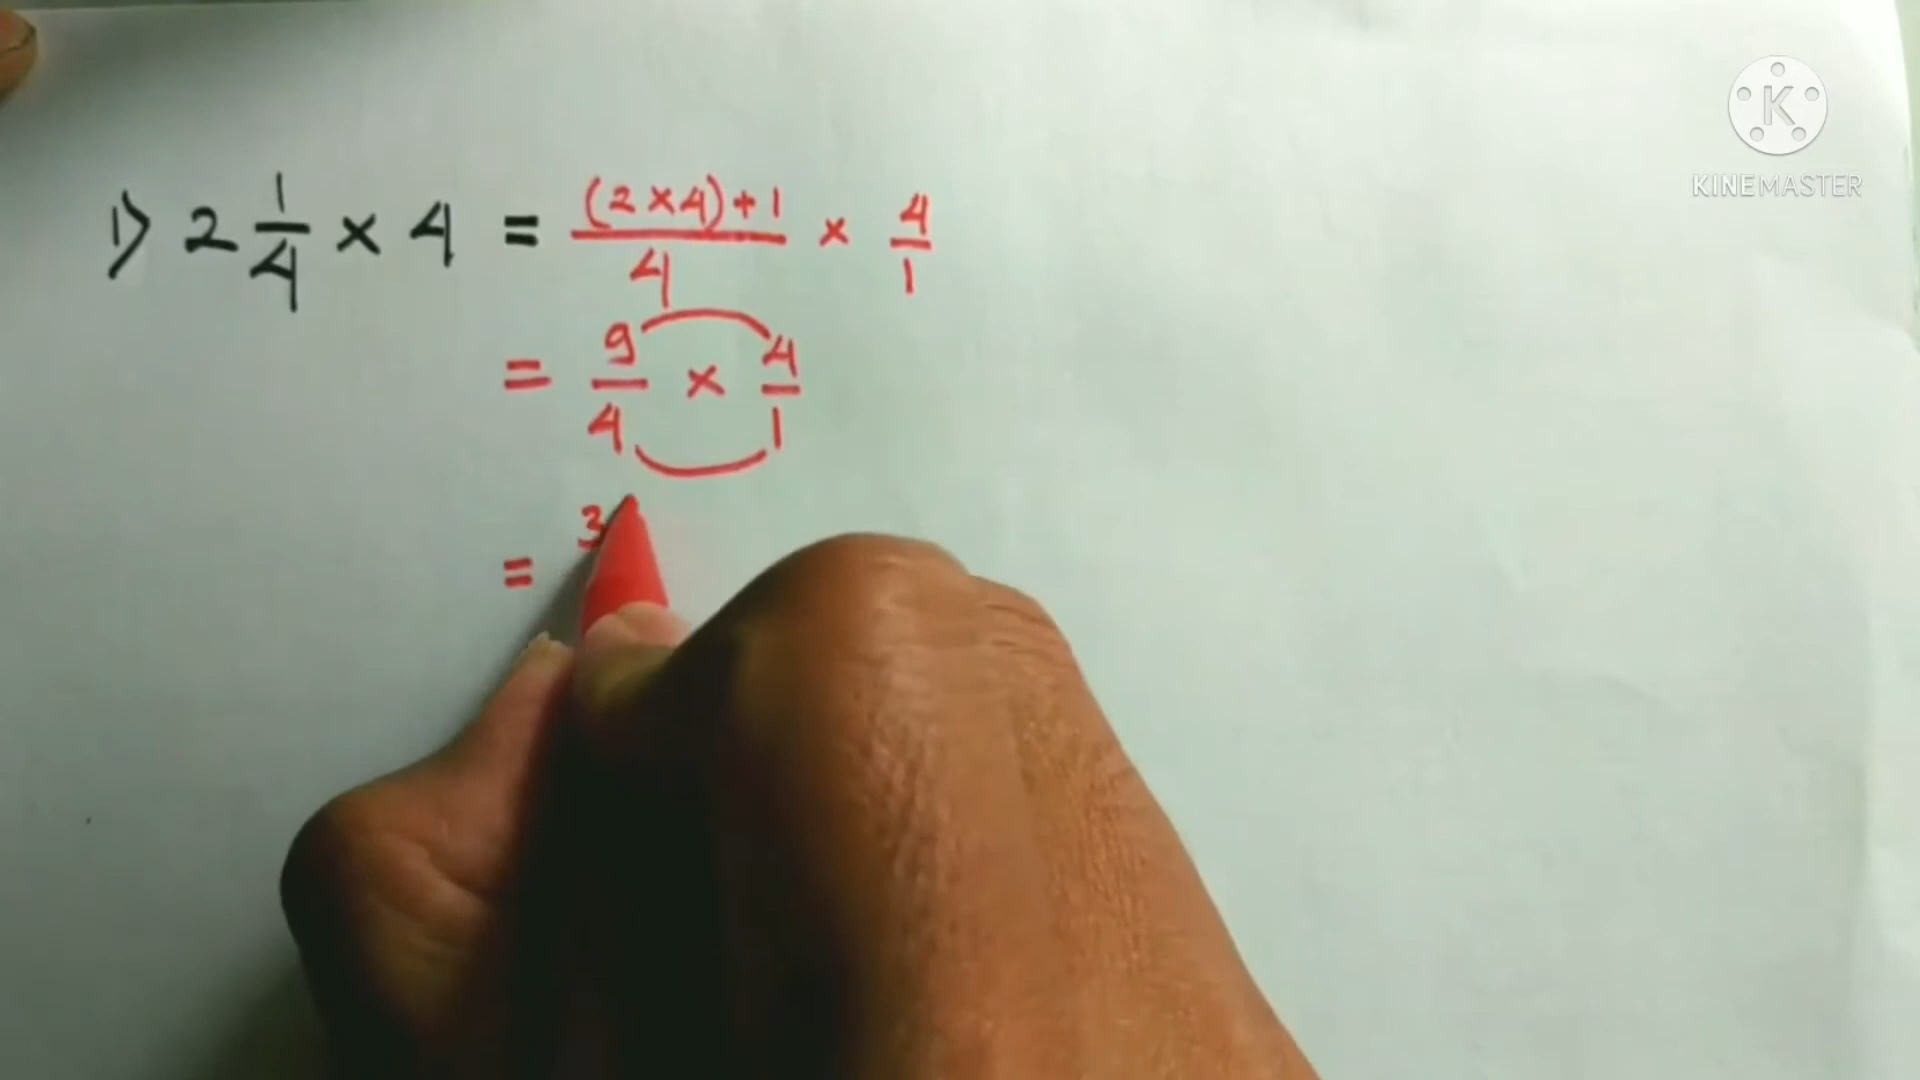 1) 2 1/4 × 4 = (2×4)+1/4 × 4/1
= 9/4 × 4/1
= 3
K
KINEMASTER